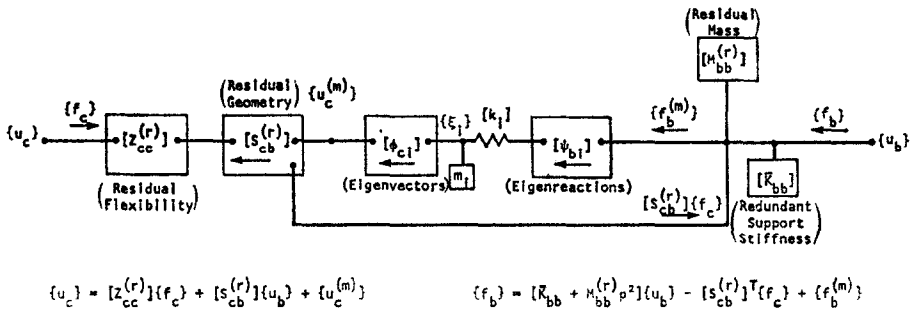 (Residual Mass)
[M_bb^(r)]
(Residual Geometry)
{u_c^(m)}
{f_c}
{ξ_i}
[k_i]
{f_b^(m)}
{f_b}
{u_c}
[Z_cc^(r)]
[S_cb^(r)]
[ϕ_ci]
[ψ_bi]
{u_b}
m_i
[K̄_bb]
(Residual Flexibility)
(Eigenvectors)
(Eigenreactions)
[S_cb^(r)]{f_c}
(Redundant Support Stiffness)
{u_c} = [Z_cc^(r)]{f_c} + [S_cb^(r)]{u_b} + {u_c^(m)}
{f_b} = [K̄_bb + M_bb^(r) p²]{u_b} - [S_cb^(r)]^T{f_c} + {f_b^(m)}